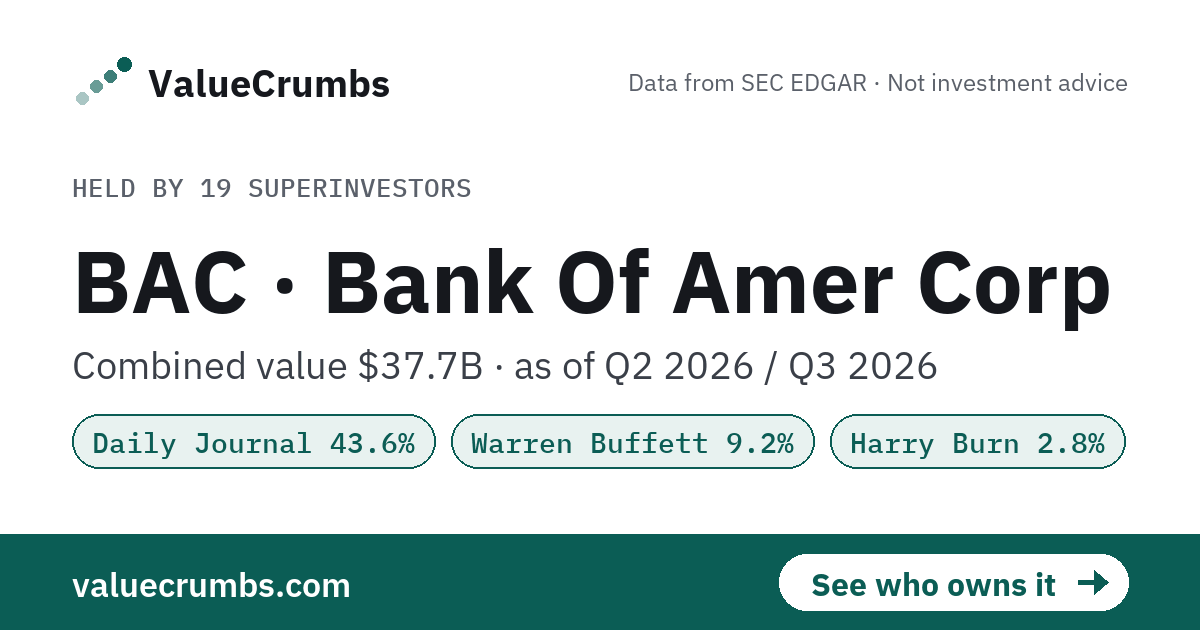 ValueCrumbs
Data from SEC EDGAR · Not investment advice
HELD BY 19 SUPERINVESTORS
BAC · Bank Of Amer Corp
Combined value $37.7B · as of Q2 2026 / Q3 2026
Daily Journal 43.6% Warren Buffett 9.2% Harry Burn 2.8%
valuecrumbs.com
See who owns it →